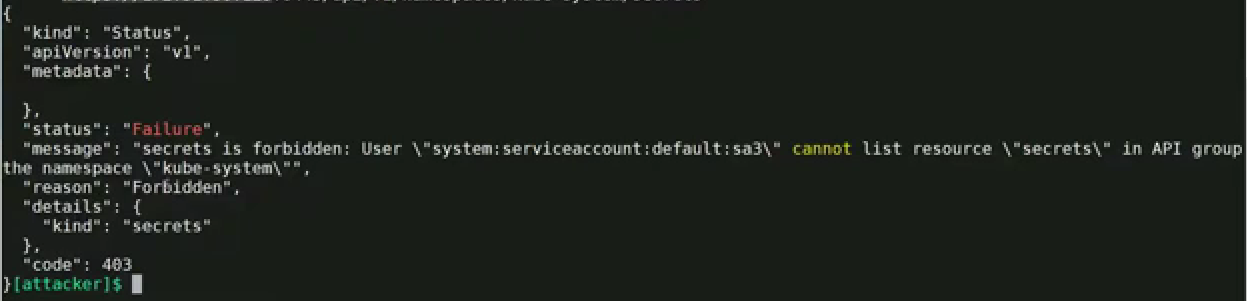 {
"kind": "Status",
"apiVersion": "v1",
"metadata": {
},
"status": "Failure",
"message": "secrets is forbidden: User \"system:serviceaccount:default:sa3\" cannot list resource \"secrets\" in API group
the namespace \"kube-system\"",
"reason": "Forbidden",
"details": {
"kind": "secrets"
},
"code": 403
}[attacker]$